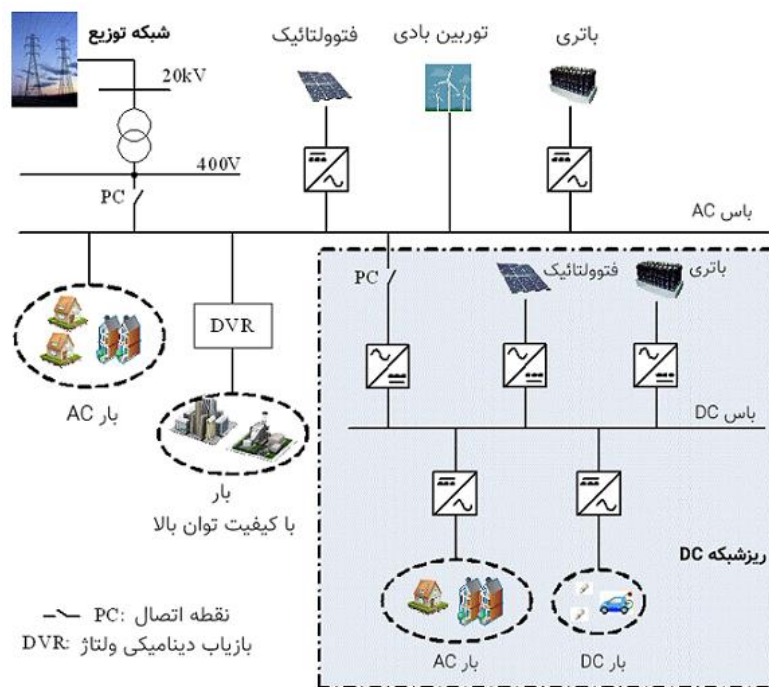 شبکه توزیع
فتوولتائیک
توربین بادی
باتری
20kV
400V
PC
باس AC
PC
فتوولتائیک
باتری
DVR
باس DC
بار AC
بار
با کیفیت توان بالا
ریزشبکه DC
بار AC
بار DC
PC: نقطه اتصال
DVR: بازیاب دینامیکی ولتاژ